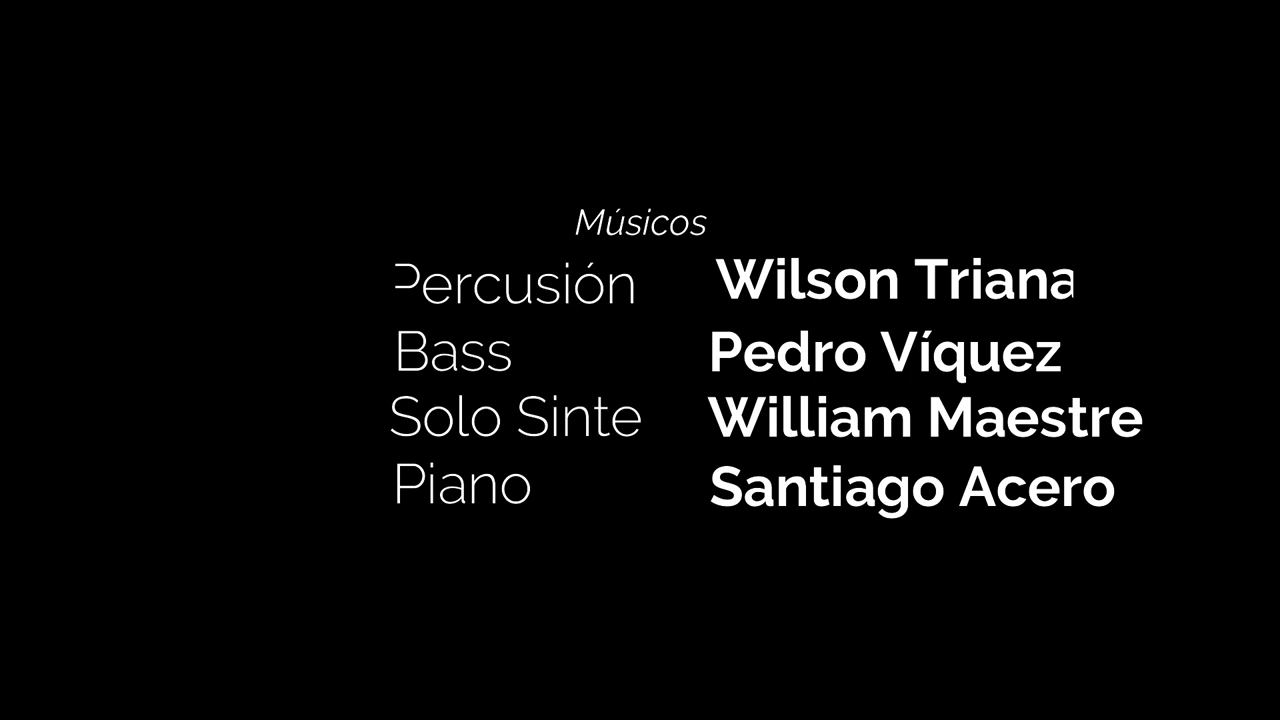 Músicos
Percusión Wilson Triana
Bass Pedro Víquez
Solo Sinte William Maestre
Piano Santiago Acero